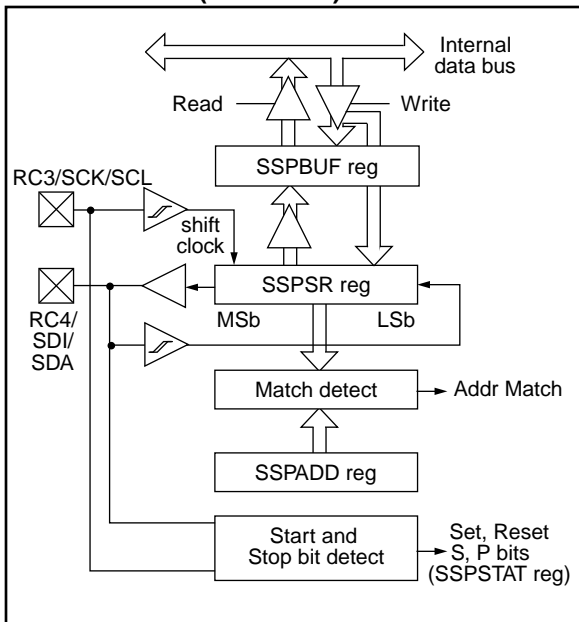 Internal
data bus
Read
Write
SSPBUF reg
RC3/SCK/SCL
shift
clock
SSPSR reg
MSb
LSb
RC4/
SDI/
SDA
Match detect
Addr Match
SSPADD reg
Start and
Stop bit detect
Set, Reset
S, P bits
(SSPSTAT reg)